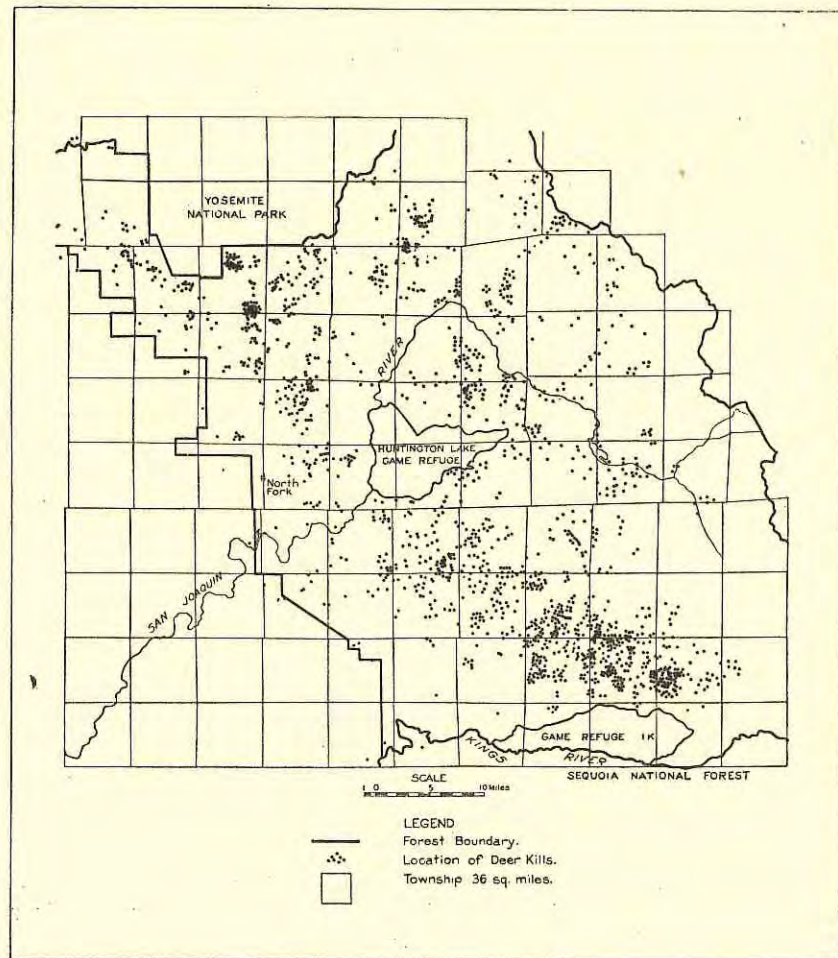 YOSEMITE
NATIONAL PARK
RIVER
HUNTINGTON LAKE
GAME REFUGE
North
Fork
SAN JOAQUIN
GAME REFUGE 1K
KINGS
RIVER
SEQUOIA NATIONAL FOREST
SCALE
1 0 5 10 Miles
LEGEND
Forest Boundary.
Location of Deer Kills.
Township 36 sq. miles.